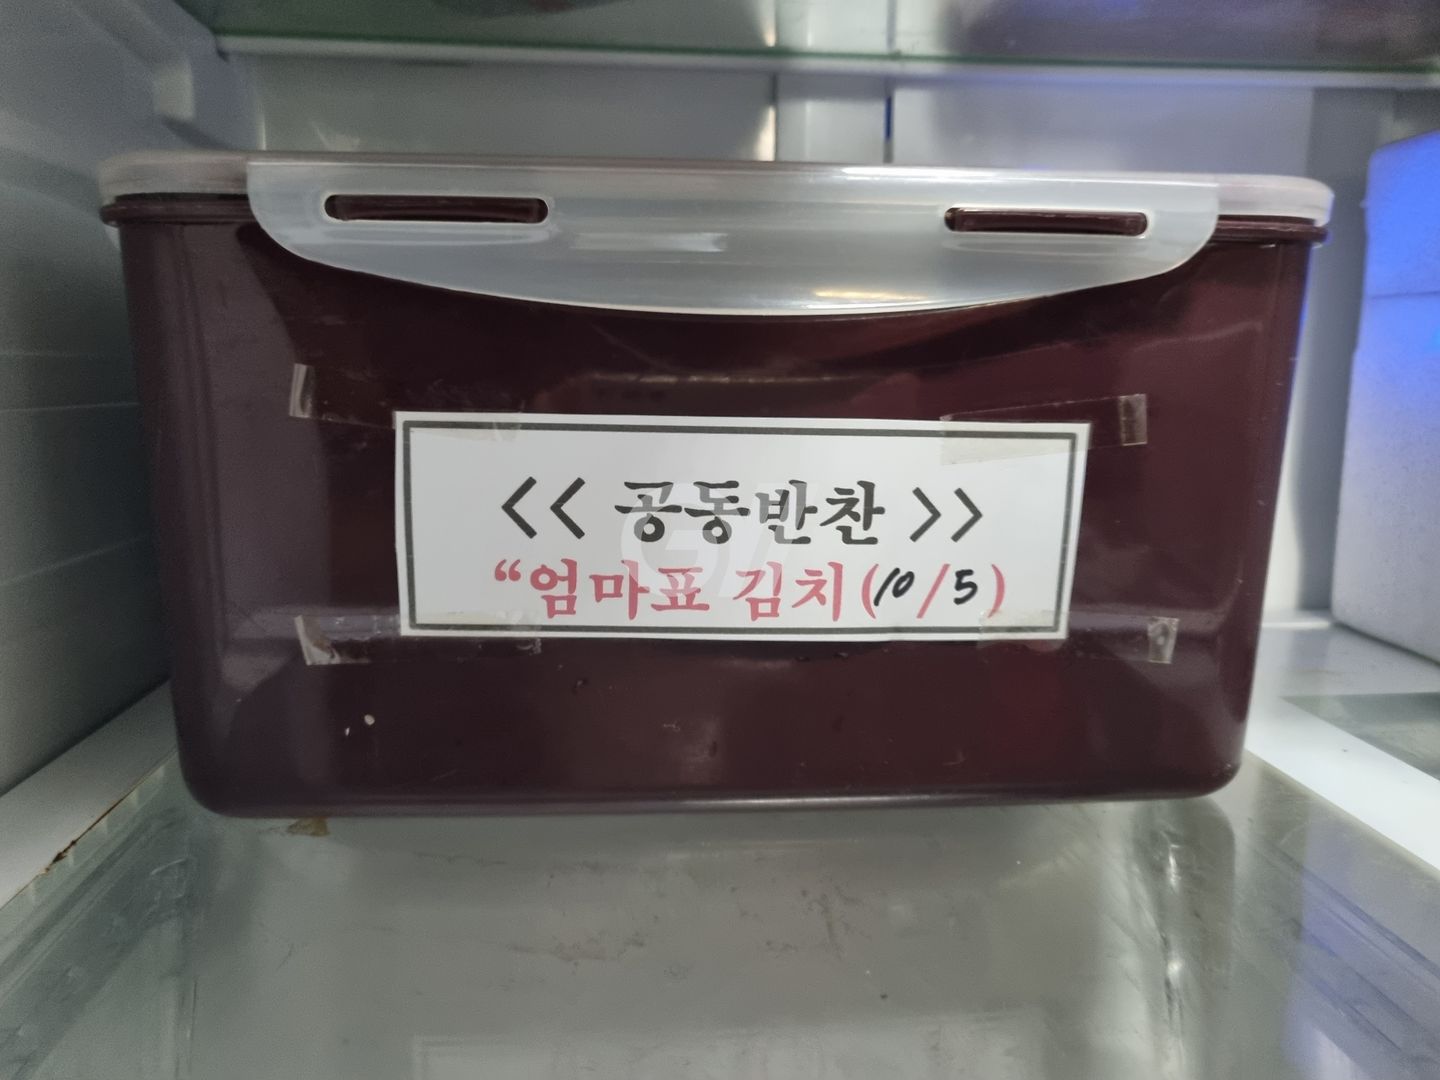 << 공동반찬 >>
“엄마표 김치(10/5)